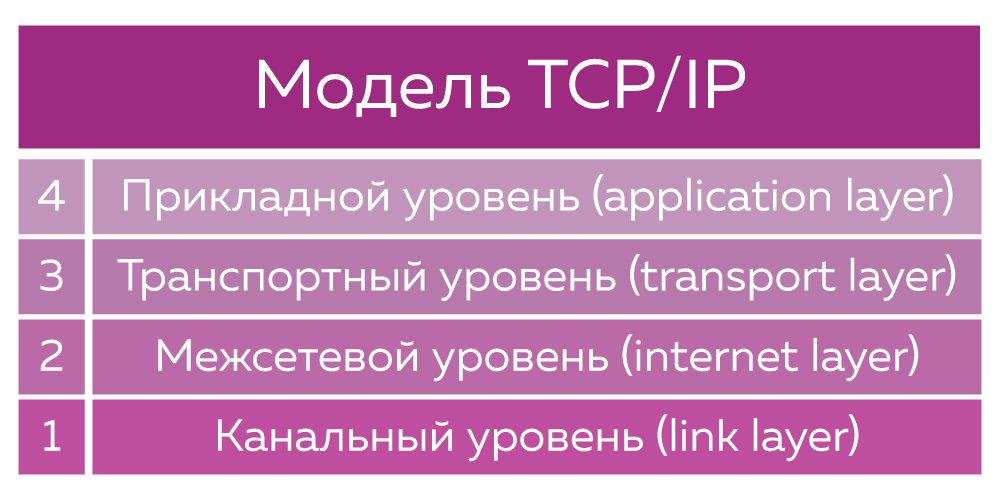 Модель TCP/IP
4 Прикладной уровень (application layer)
3 Транспортный уровень (transport layer)
2 Межсетевой уровень (internet layer)
1 Канальный уровень (link layer)